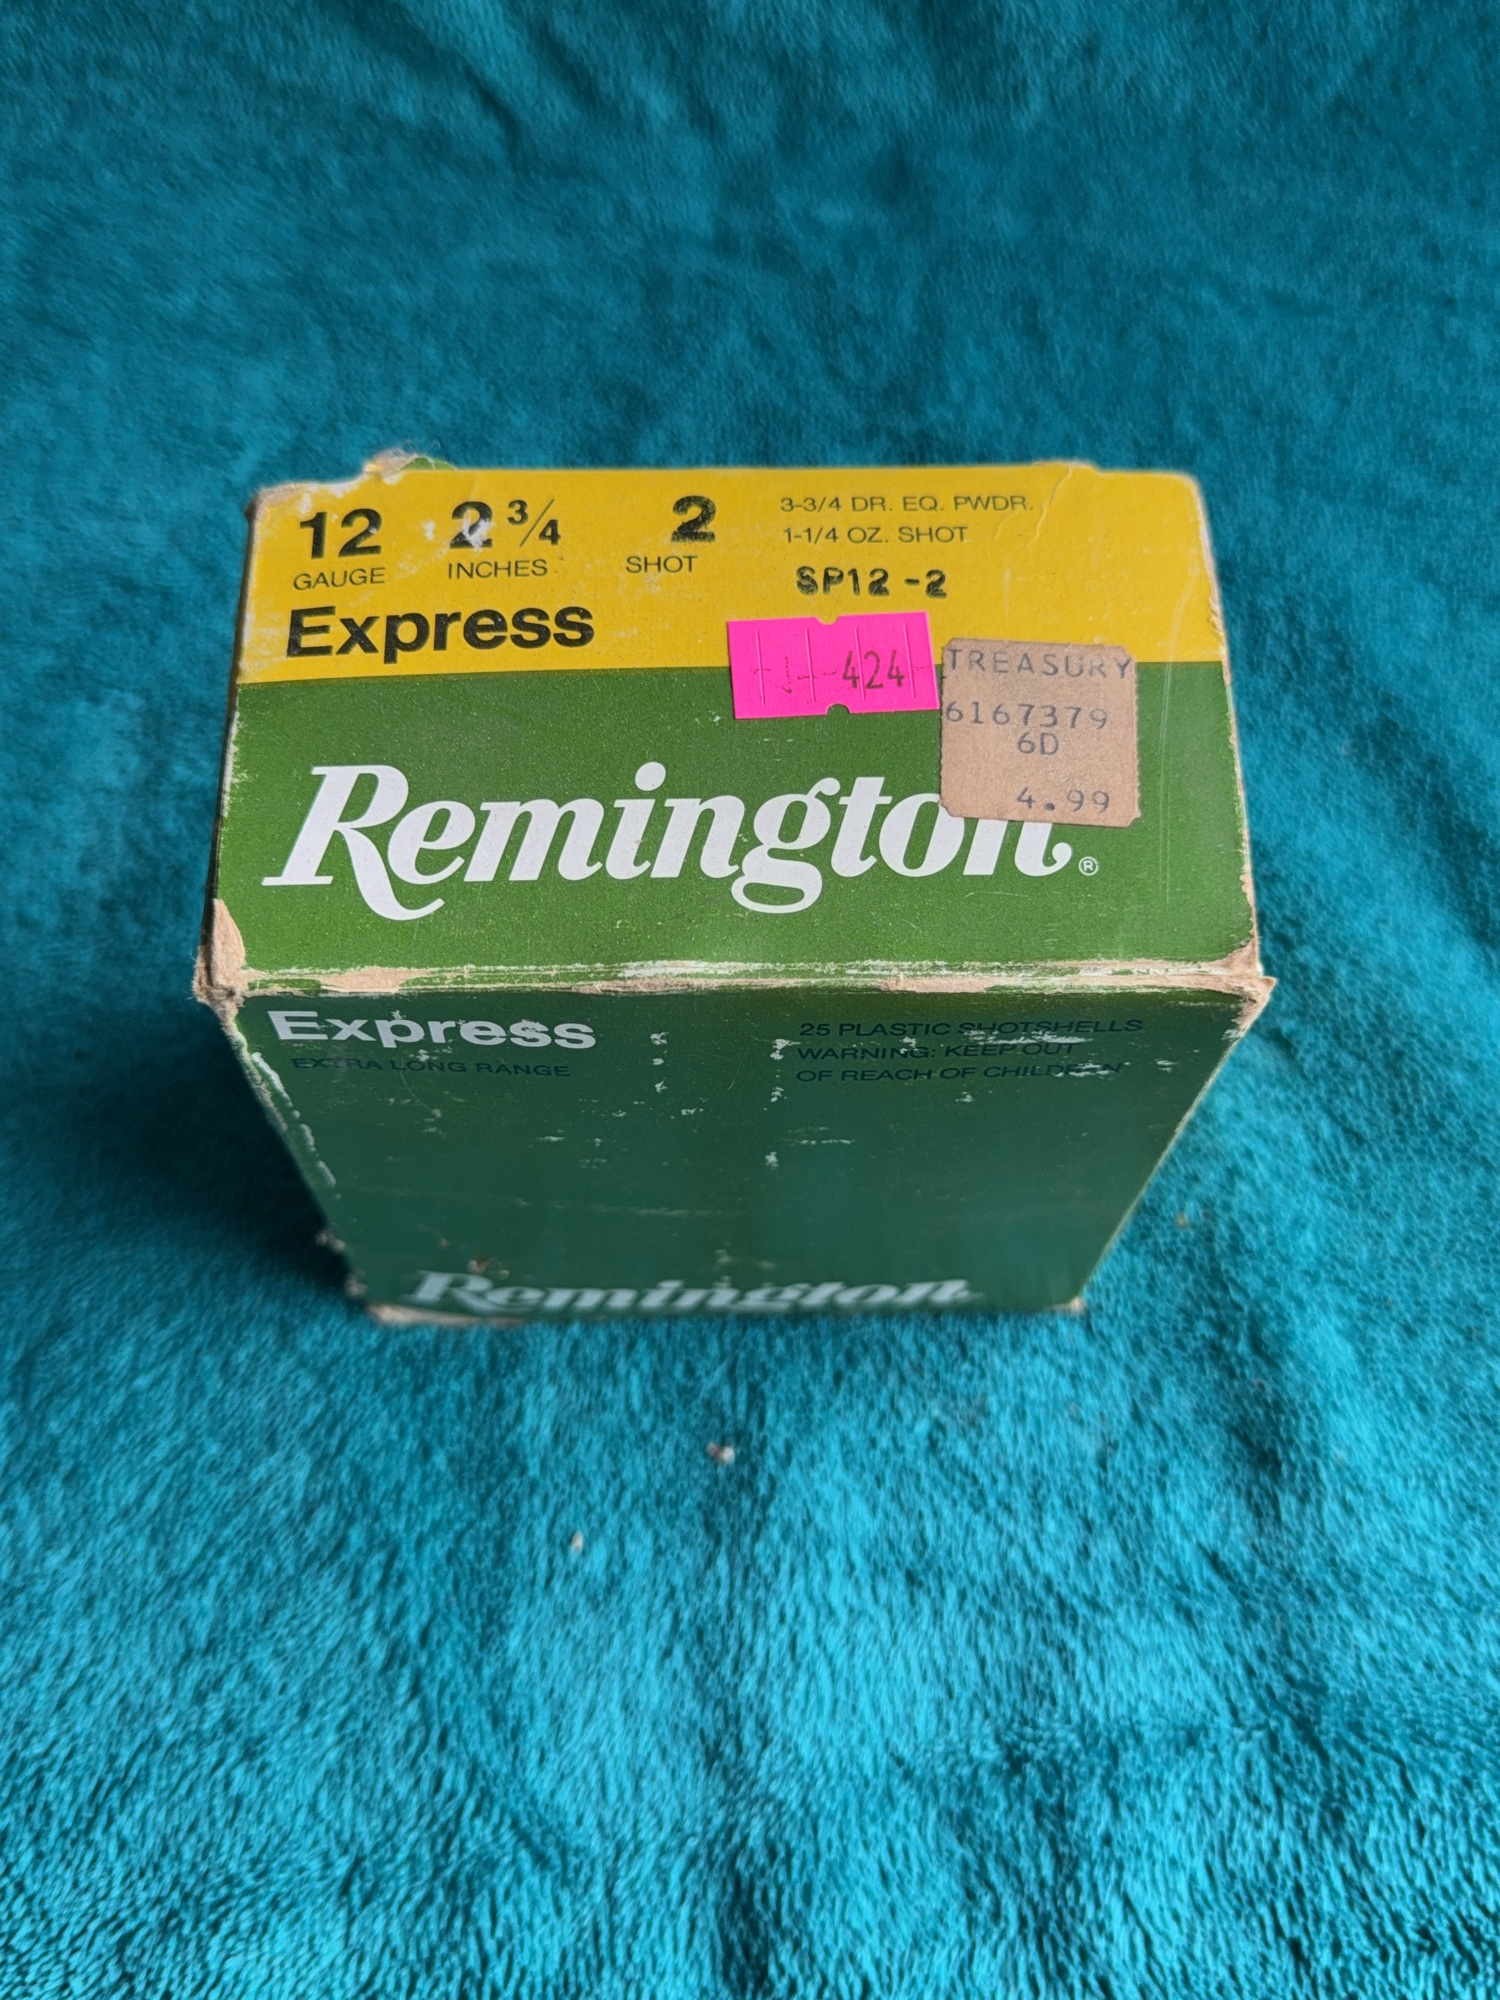 12 2 3/4 2
GAUGE INCHES SHOT
3-3/4 DR. EQ. PWDR.
1-1/4 OZ. SHOT
SP12-2
Express
424
TREASURY
6167379
6D
4.99
Remington®
Express
EXTRA LONG RANGE
25 PLASTIC SHOTSHELLS
WARNING: KEEP OUT
OF REACH OF CHILDREN
Remington